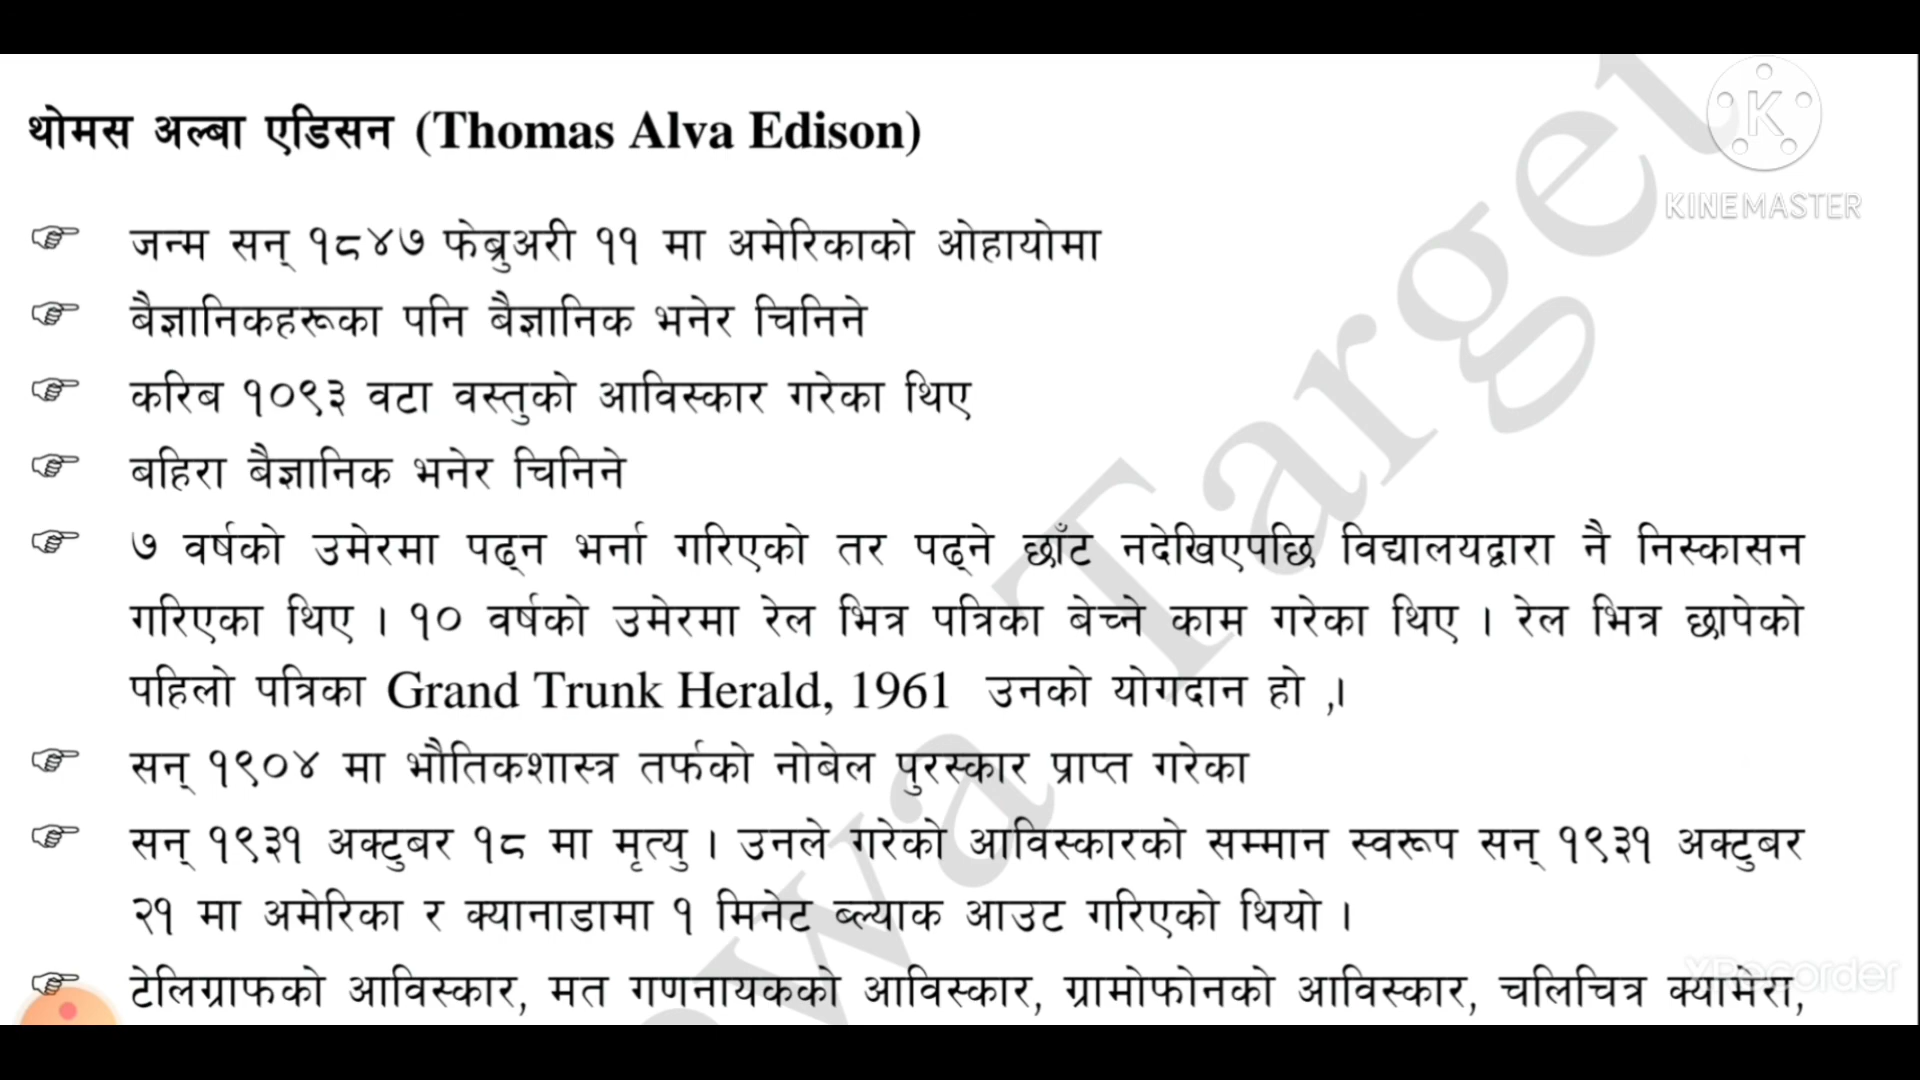 थोमस अल्बा एडिसन (Thomas Alva Edison)
K
KINEMASTER
जन्म सन् १८४७ फेब्रुअरी ११ मा अमेरिकाको ओहायोमा
बैज्ञानिकहरूका पनि बैज्ञानिक भनेर चिनिने
करिब १०९३ वटा वस्तुको आविस्कार गरेका थिए
बहिरा बैज्ञानिक भनेर चिनिने
७ वर्षको उमेरमा पढ्न भर्ना गरिएको तर पढ्ने छाँट नदेखिएपछि विद्यालयद्वारा नै निस्कासन
गरिएका थिए । १० वर्षको उमेरमा रेल भित्र पत्रिका बेच्ने काम गरेका थिए । रेल भित्र छापेको
पहिलो पत्रिका Grand Trunk Herald, 1961 उनको योगदान हो ,।
सन् १९०४ मा भौतिकशास्त्र तर्फको नोबेल पुरस्कार प्राप्त गरेका
सन् १९३१ अक्टुबर १८ मा मृत्यु । उनले गरेको आविस्कारको सम्मान स्वरूप सन् १९३१ अक्टुबर
२१ मा अमेरिका र क्यानाडामा १ मिनेट ब्ल्याक आउट गरिएको थियो ।
टेलिग्राफको आविस्कार, मत गणनायकको आविस्कार, ग्रामोफोनको आविस्कार, चलिचित्र क्यामेरा,
wa Target
XRecorder